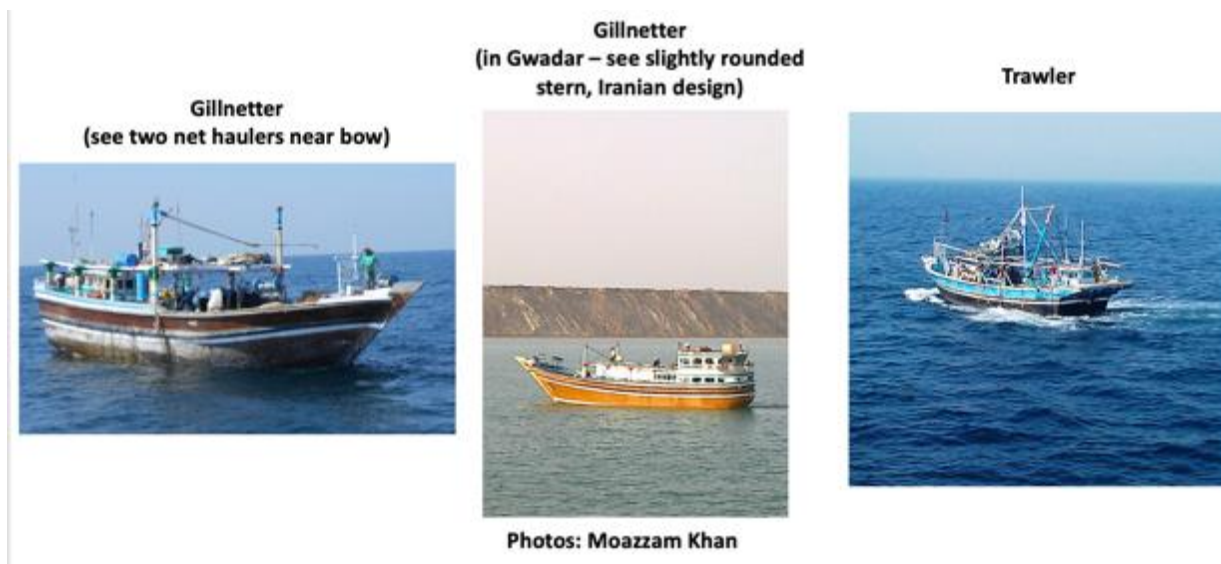 Gillnetter
(see two net haulers near bow)
Gillnetter
(in Gwadar – see slightly rounded
stern, Iranian design)
Trawler
Photos: Moazzam Khan